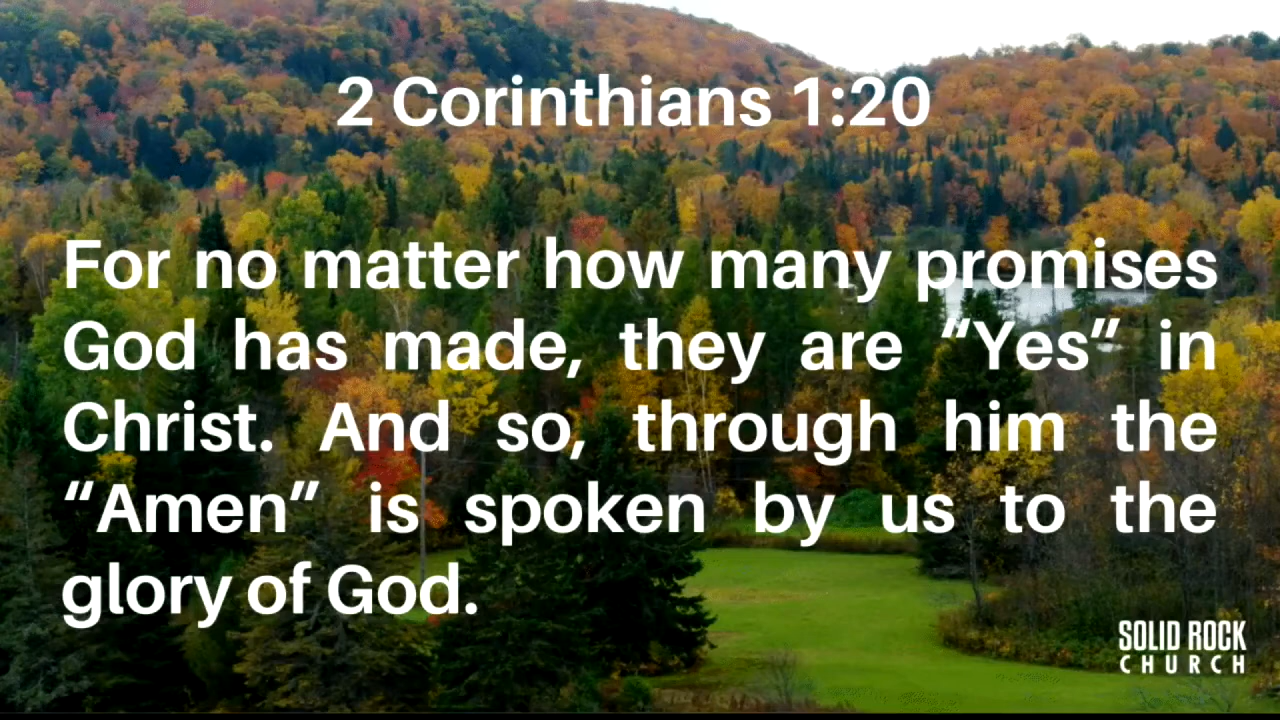 2 Corinthians 1:20
For no matter how many promises
God has made, they are “Yes” in
Christ. And so, through him the
“Amen” is spoken by us to the
glory of God.
SOLID ROCK
CHURCH